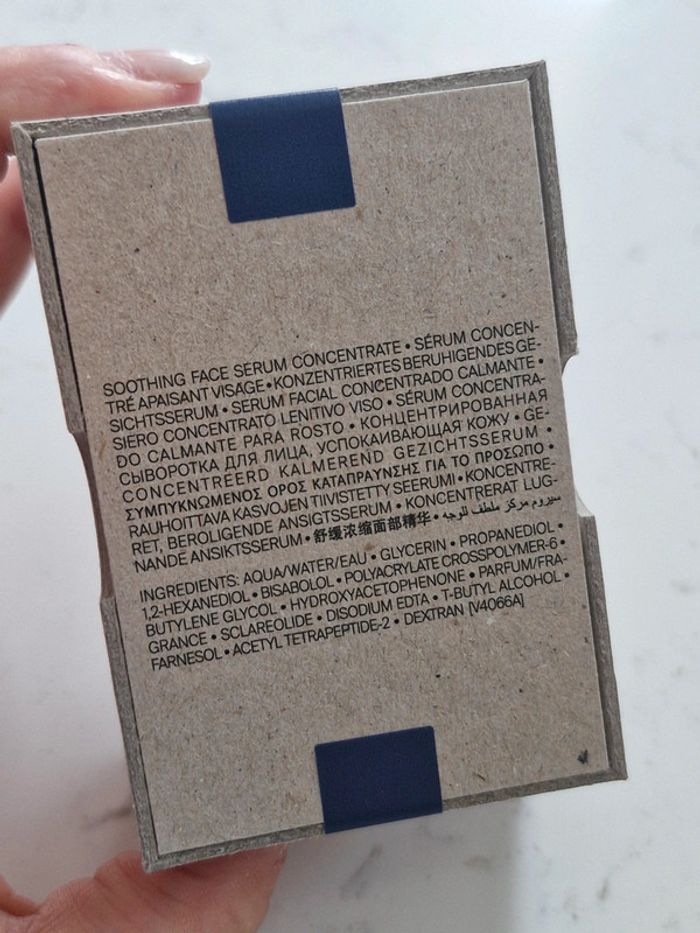 SOOTHING FACE SERUM CONCENTRATE • SÉRUM CONCEN-
TRÉ APAISANT VISAGE • KONZENTRIERTES BERUHIGENDES GE-
SICHTSSERUM • SERUM FACIAL CONCENTRADO CALMANTE •
SIERO CONCENTRATO LENITIVO VISO • SÉRUM CONCENTRA-
DO CALMANTE PARA ROSTO • КОНЦЕНТРИРОВАННАЯ
СЫВОРОТКА ДЛЯ ЛИЦА, УСПОКАИВАЮЩАЯ КОЖУ • GE-
CONCENTREERD KALMEREND GEZICHTSSERUM •
ΣΥΜΠΥΚΝΩΜΕΝΟΣ ΟΡΟΣ ΚΑΤΑΠΡΑΥΝΣΗΣ ΓΙΑ ΤΟ ΠΡΟΣΩΠΟ •
RAUHOITTAVA KASVOJEN TIIVISTETTY SEERUMI • KONCENTRE-
RET, BEROLIGENDE ANSIGTSSERUM • KONCENTRERAT LUG-
NANDE ANSIKTSSERUM • 舒缓浓缩面部精华 • سيروم مركز ملطف للوجه •
INGREDIENTS: AQUA/WATER/EAU • GLYCERIN • PROPANEDIOL •
1,2-HEXANEDIOL • BISABOLOL • POLYACRYLATE CROSSPOLYMER-6 •
BUTYLENE GLYCOL • HYDROXYACETOPHENONE • PARFUM/FRA-
GRANCE • SCLAREOLIDE • DISODIUM EDTA • T-BUTYL ALCOHOL •
FARNESOL • ACETYL TETRAPEPTIDE-2 • DEXTRAN [V4066A]